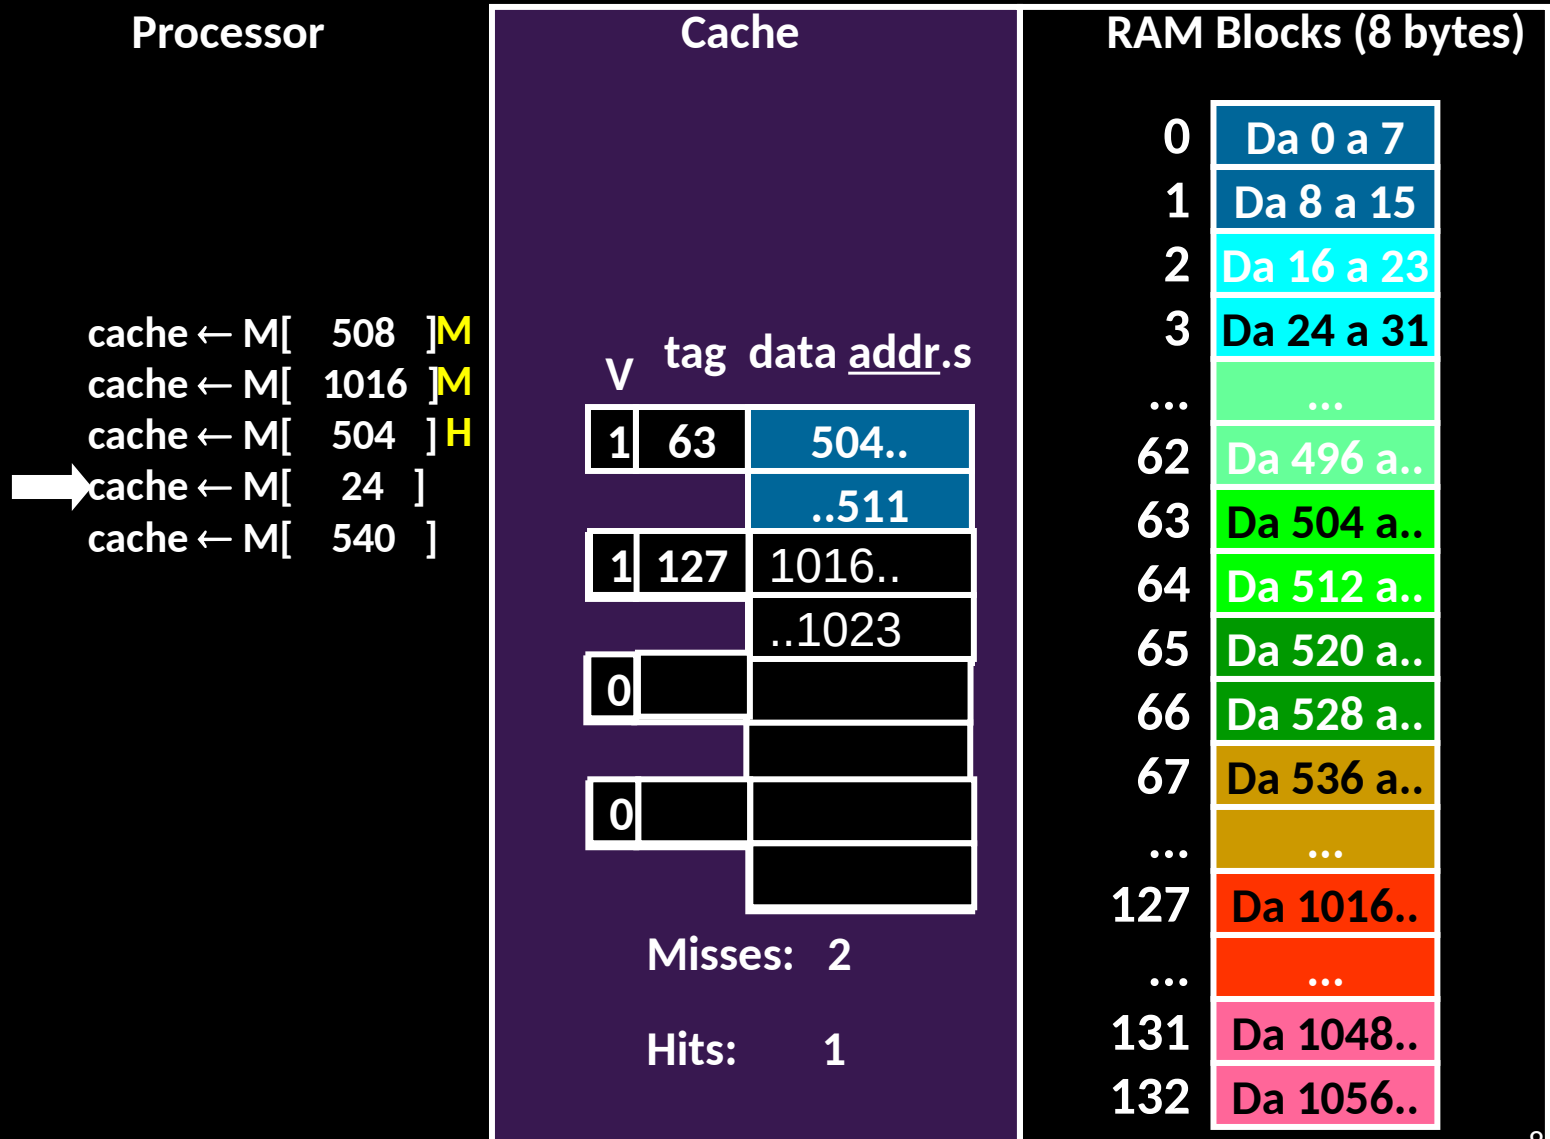 Processor
cache ← M[ 508 ]M
cache ← M[ 1016 ]M
cache ← M[ 504 ] H
cache ← M[ 24 ]
cache ← M[ 540 ]
Cache
V tag data addr.s
1 63 504..
..511
1 127 1016..
..1023
0
0
Misses: 2
Hits: 1
RAM Blocks (8 bytes)
0 Da 0 a 7
1 Da 8 a 15
2 Da 16 a 23
3 Da 24 a 31
... ...
62 Da 496 a..
63 Da 504 a..
64 Da 512 a..
65 Da 520 a..
66 Da 528 a..
67 Da 536 a..
... ...
127 Da 1016..
... ...
131 Da 1048..
132 Da 1056..